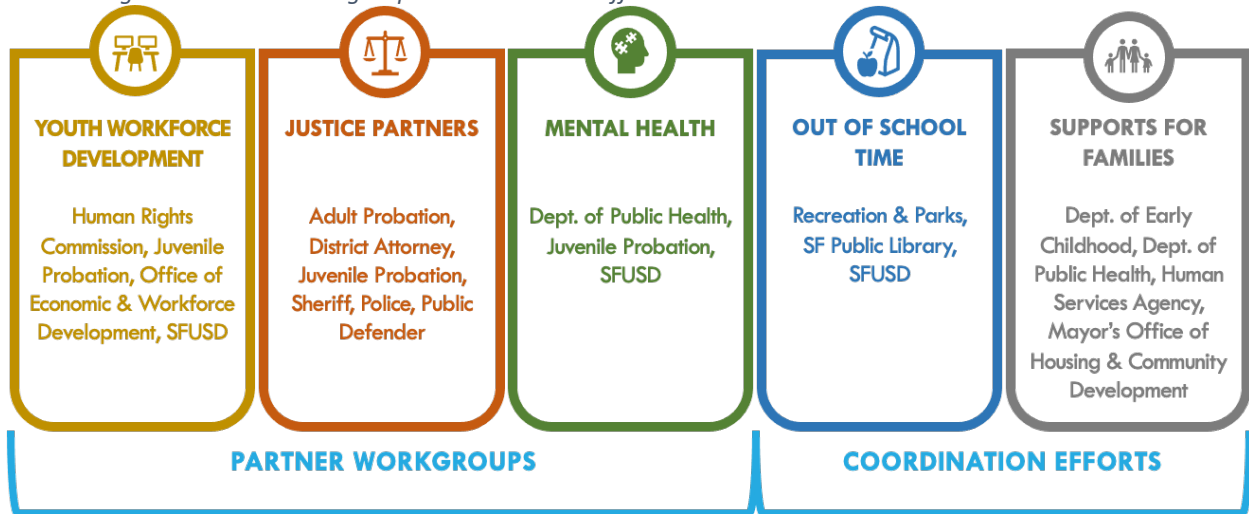 YOUTH WORKFORCE
DEVELOPMENT
Human Rights
Commission, Juvenile
Probation, Office of
Economic & Workforce
Development, SFUSD
JUSTICE PARTNERS
Adult Probation,
District Attorney,
Juvenile Probation,
Sheriff, Police, Public
Defender
MENTAL HEALTH
Dept. of Public Health,
Juvenile Probation,
SFUSD
OUT OF SCHOOL
TIME
Recreation & Parks,
SF Public Library,
SFUSD
SUPPORTS FOR
FAMILIES
Dept. of Early
Childhood, Dept. of
Public Health, Human
Services Agency,
Mayor's Office of
Housing & Community
Development
PARTNER WORKGROUPS
COORDINATION EFFORTS